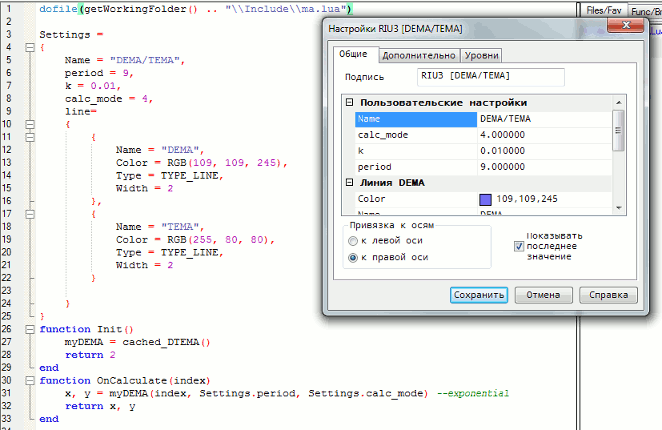 1 dofile(getWorkingFolder() .. "\\Include\\ma.lua")
2
3 Settings =
4 {
5 Name = "DEMA/TEMA",
6 period = 9,
7 k = 0.01,
8 calc_mode = 4,
9 line=
10 {
11 {
12 Name = "DEMA",
13 Color = RGB(109, 109, 245),
14 Type = TYPE_LINE,
15 Width = 2
16 },
17 {
18 Name = "TEMA",
19 Color = RGB(255, 80, 80),
20 Type = TYPE_LINE,
21 Width = 2
22 }
23
24 }
25 }
26 function Init()
27 myDEMA = cached_DTEMA()
28 return 2
29 end
30 function OnCalculate(index)
31 x, y = myDEMA(index, Settings.period, Settings.calc_mode) --exponential
32 return x, y
33 end
Files/Fav Func/Br
Настройки RIU3 [DEMA/TEMA]
Общие Дополнительно Уровни
Подпись RIU3 [DEMA/TEMA]
Пользовательские настройки
Name DEMA/TEMA
calc_mode 4.000000
k 0.010000
period 9.000000
Линия DEMA
Color 109,109,245
Привязка к осям
к левой оси
к правой оси
Показывать
последнее
значение
Сохранить Отмена Справка